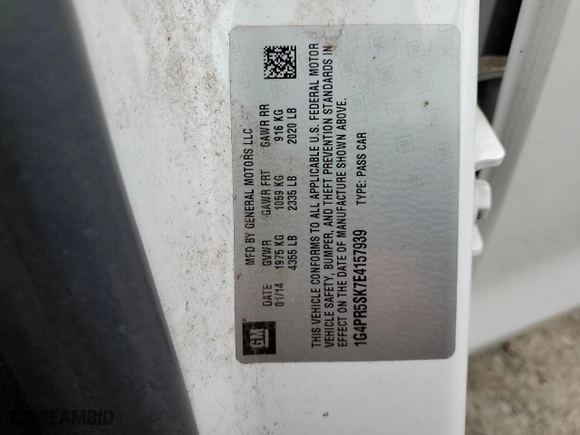 GM
MFD BY GENERAL MOTORS LLC
DATE GVWR GAWR FRT GAWR RR
01/14 1975 KG 1059 KG 916 KG
4355 LB 2335 LB 2020 LB
THIS VEHICLE CONFORMS TO ALL APPLICABLE U.S. FEDERAL MOTOR
VEHICLE SAFETY, BUMPER, AND THEFT PREVENTION STANDARDS IN
EFFECT ON THE DATE OF MANUFACTURE SHOWN ABOVE.
1G4PR5SK7E4157939 TYPE: PASS CAR